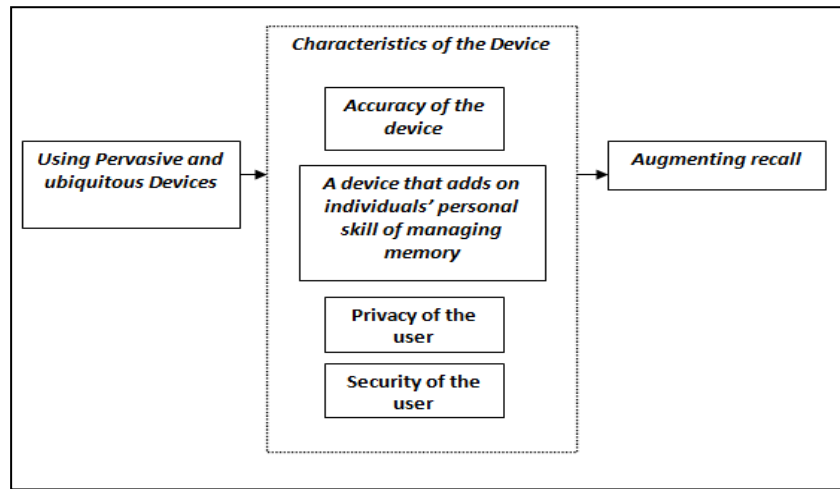 Characteristics of the Device
Using Pervasive and
ubiquitous Devices
Accuracy of the
device
A device that adds on
individuals’ personal
skill of managing
memory
Privacy of the
user
Security of the
user
Augmenting recall